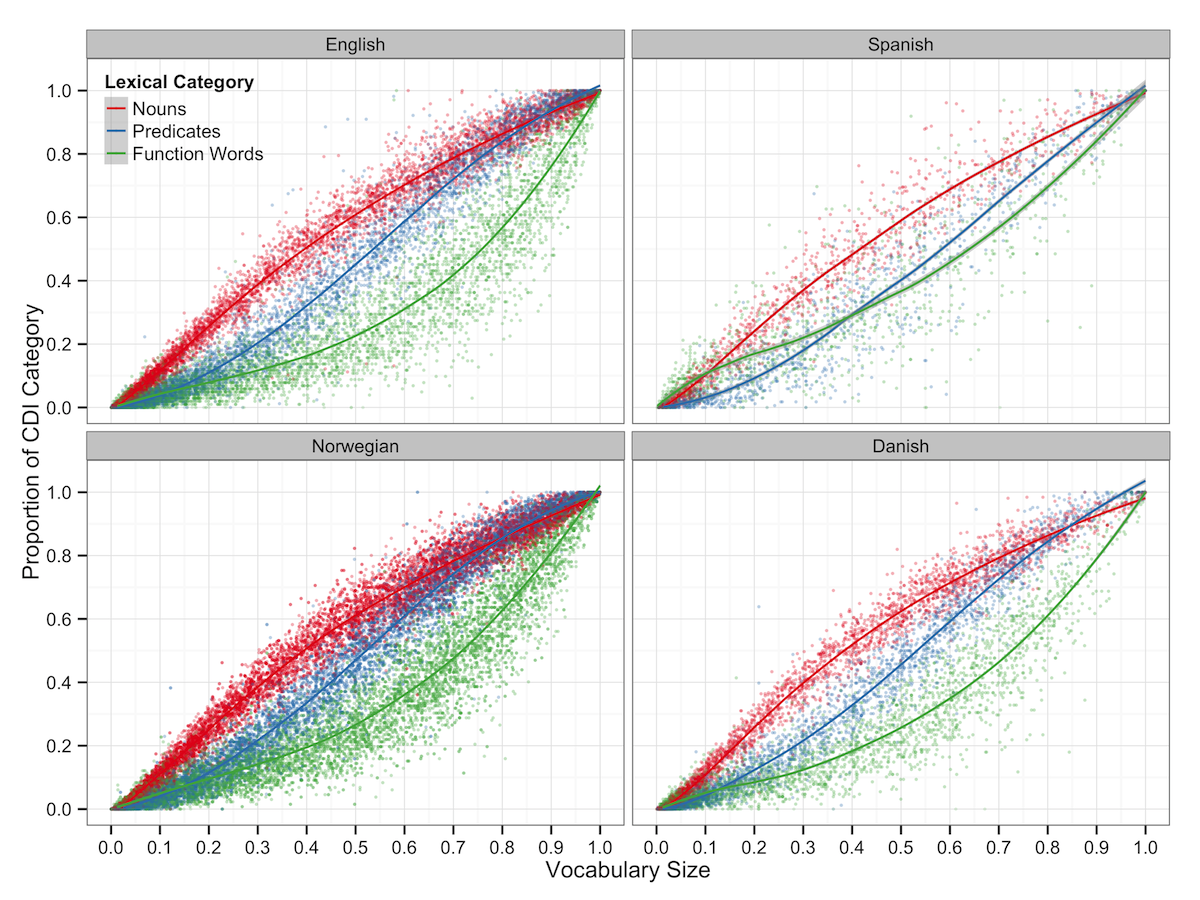 English
Spanish
Lexical Category
Nouns
Predicates
Function Words
1.0
0.8
0.6
0.4
0.2
0.0
Proportion of CDI Category
Norwegian
Danish
1.0
0.8
0.6
0.4
0.2
0.0
0.0 0.1 0.2 0.3 0.4 0.5 0.6 0.7 0.8 0.9 1.0 0.0 0.1 0.2 0.3 0.4 0.5 0.6 0.7 0.8 0.9 1.0
Vocabulary Size